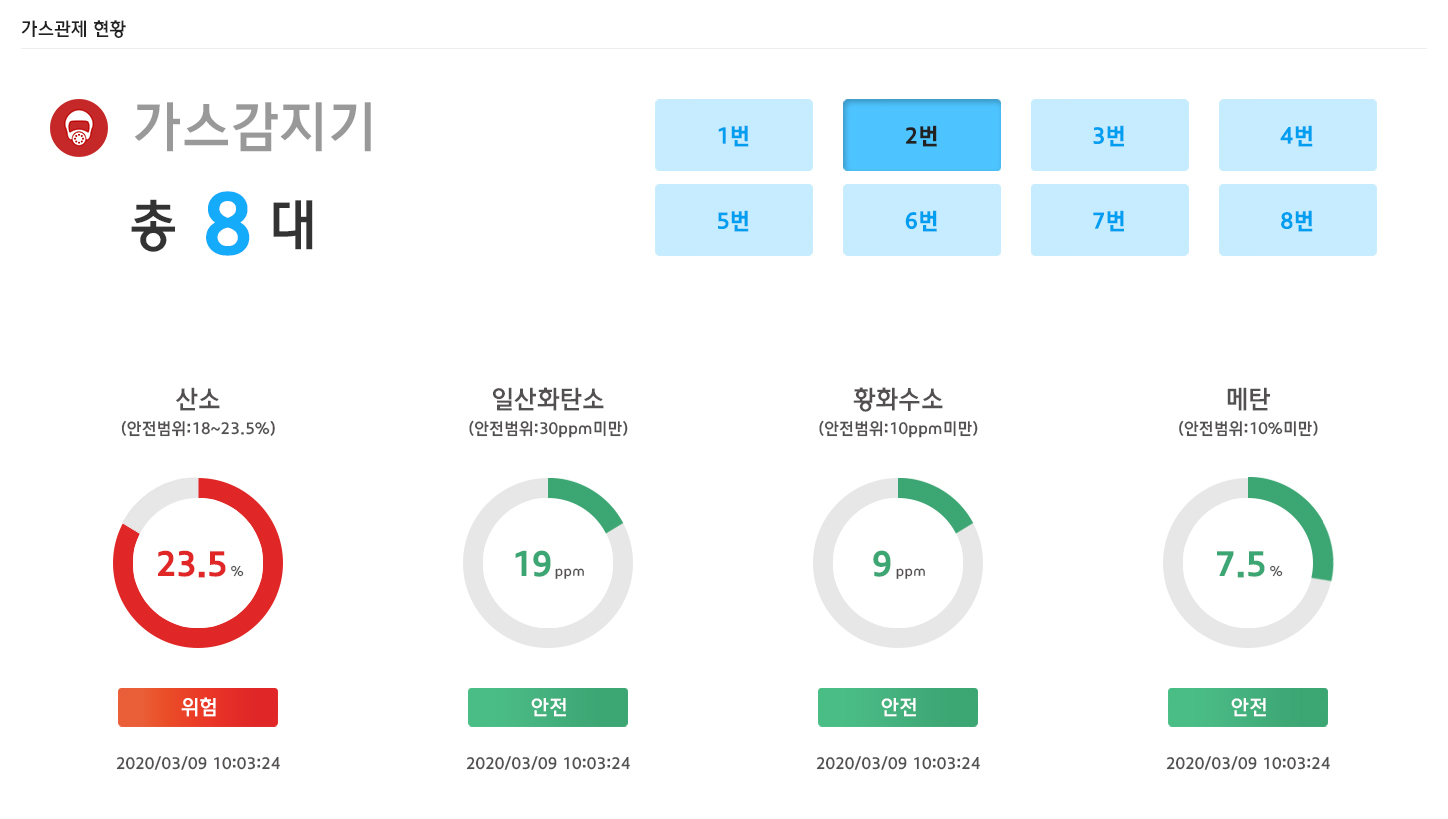 가스관제 현황
가스감지기
총 8 대
1번 2번 3번 4번
5번 6번 7번 8번
산소 일산화탄소 황화수소 메탄
(안전범위:18~23.5%) (안전범위:30ppm미만) (안전범위:10ppm미만) (안전범위:10%미만)
23.5 % 19 ppm 9 ppm 7.5 %
위험 안전 안전 안전
2020/03/09 10:03:24 2020/03/09 10:03:24 2020/03/09 10:03:24 2020/03/09 10:03:24